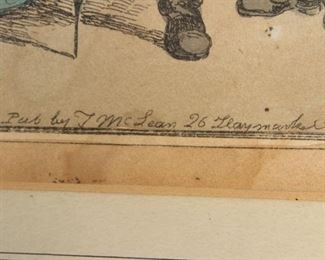 Pub by T McLean 26 Haymarket